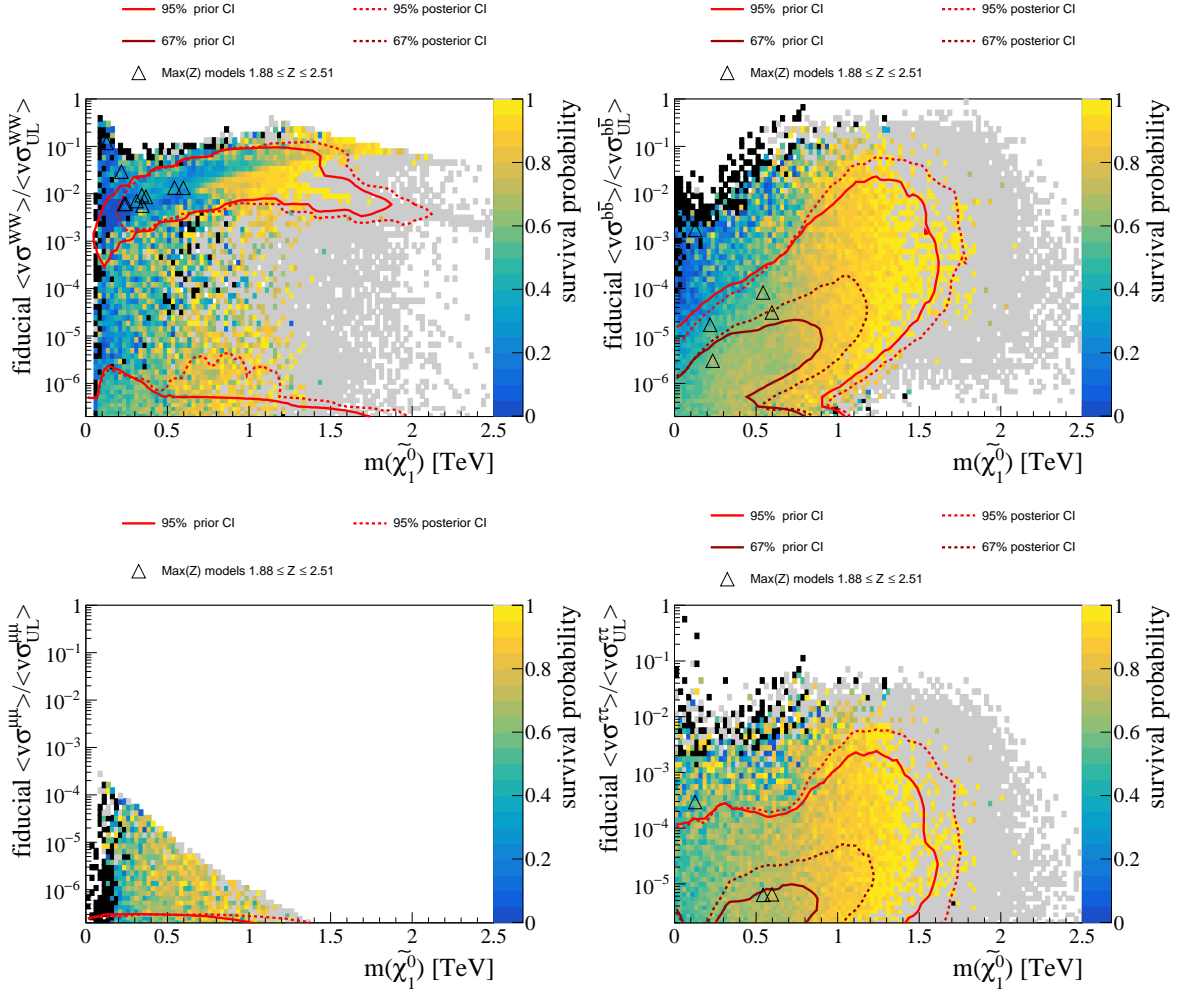 95% prior CI 95% posterior CI
67% prior CI 67% posterior CI
Max(Z) models 1.88 ≤ Z ≤ 2.51
fiducial <vσ^WW>/<vσ_UL^WW>
1
10⁻¹
10⁻²
10⁻³
10⁻⁴
10⁻⁵
10⁻⁶
0 0.5 1 1.5 2 2.5
m(χ̃₁⁰) [TeV]
1
0.8
0.6
0.4
0.2
0
survival probability
95% prior CI 95% posterior CI
67% prior CI 67% posterior CI
Max(Z) models 1.88 ≤ Z ≤ 2.51
fiducial <vσ^bb̄>/<vσ_UL^bb̄>
1
10⁻¹
10⁻²
10⁻³
10⁻⁴
10⁻⁵
10⁻⁶
0 0.5 1 1.5 2 2.5
m(χ̃₁⁰) [TeV]
1
0.8
0.6
0.4
0.2
0
survival probability
95% prior CI 95% posterior CI
Max(Z) models 1.88 ≤ Z ≤ 2.51
fiducial <vσ^μμ>/<vσ_UL^μμ>
1
10⁻¹
10⁻²
10⁻³
10⁻⁴
10⁻⁵
10⁻⁶
0 0.5 1 1.5 2 2.5
m(χ̃₁⁰) [TeV]
1
0.8
0.6
0.4
0.2
0
survival probability
95% prior CI 95% posterior CI
67% prior CI 67% posterior CI
Max(Z) models 1.88 ≤ Z ≤ 2.51
fiducial <vσ^ττ>/<vσ_UL^ττ>
1
10⁻¹
10⁻²
10⁻³
10⁻⁴
10⁻⁵
0 0.5 1 1.5 2 2.5
m(χ̃₁⁰) [TeV]
1
0.8
0.6
0.4
0.2
0
survival probability